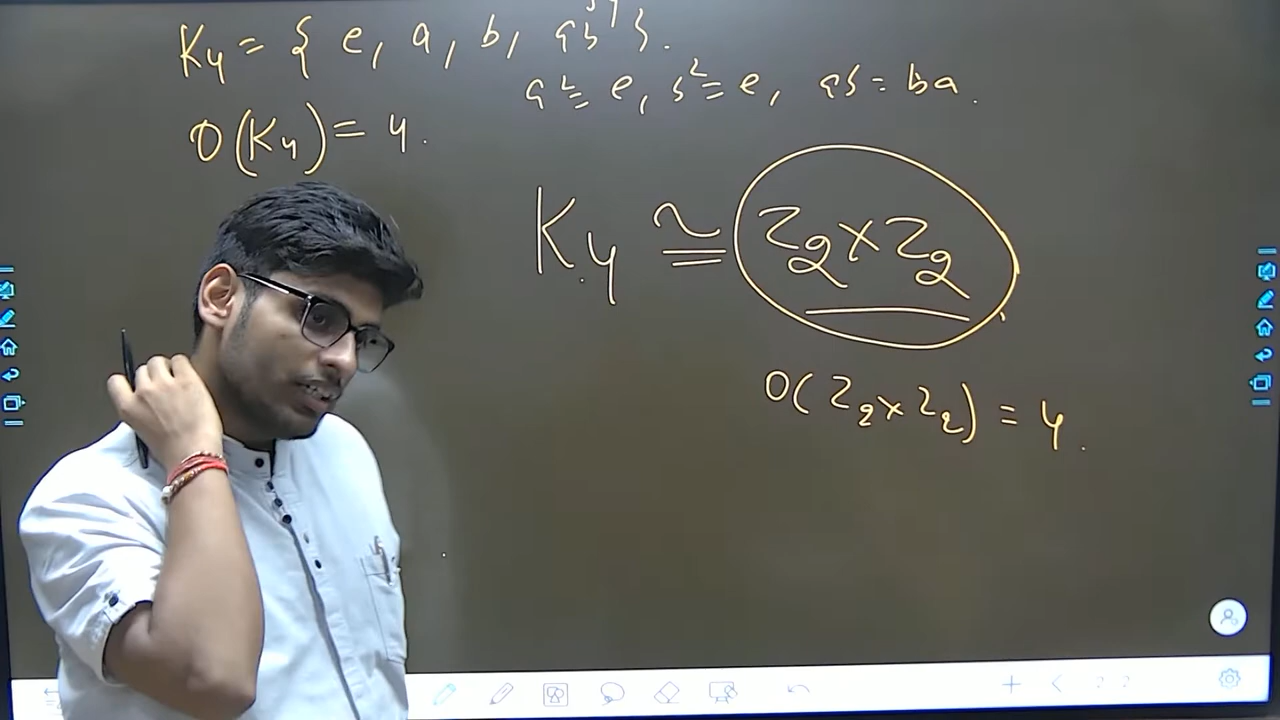 K₄ = { e, a, b, ab }.
a² = e, b² = e, ab = ba.
O(K₄) = 4.
K₄ ≅ Z₂ × Z₂
O(Z₂ × Z₂) = 4.